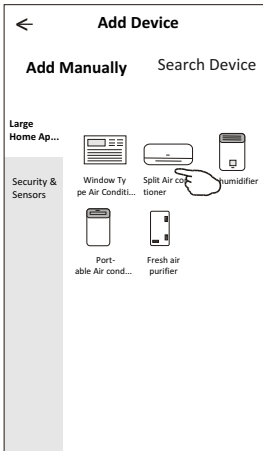 Add Device
Add Manually
Search Device
Large
Home Ap...
Security &
Sensors
Window Ty
pe Air Conditi...
Split Air co
tioner
humidifier
Port-
able Air cond...
Fresh air
purifier